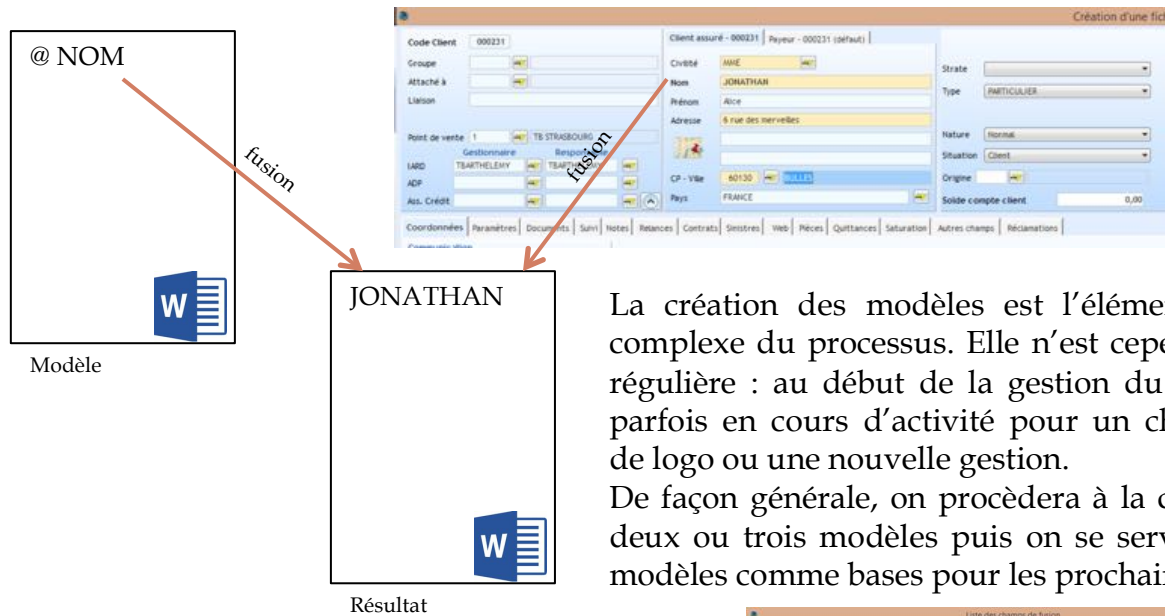 @ NOM
fusion
fusion
Modèle
JONATHAN
Résultat
Création d'une fich
Code Client 000231
Groupe
Attaché à
Liaison
Point de vente 1 TB STRASBOURG
Gestionnaire
IARD TBARTHELEMY
ADP
Ass. Crédit
Client assuré - 000231 Payeur - 000231 (défaut)
Civilité MME
Nom JONATHAN
Prénom Alice
Adresse 6 rue des merveilles
CP - Ville 60130 BULLES
Pays FRANCE
Strate
Type PARTICULIER
Nature Normal
Situation Client
Origine
Solde compte client 0,00
Coordonnées Paramètres Documents Suivi Notes Relances Contrats Sinistres Web Pièces Quittances Saturation Autres champs Réclamations
La création des modèles est l’éléme
complexe du processus. Elle n’est cepe
régulière : au début de la gestion du
parfois en cours d’activité pour un c
de logo ou une nouvelle gestion.
De façon générale, on procèdera à la
deux ou trois modèles puis on se serv
modèles comme bases pour les prochai
Liste des champs de fusion
W
W